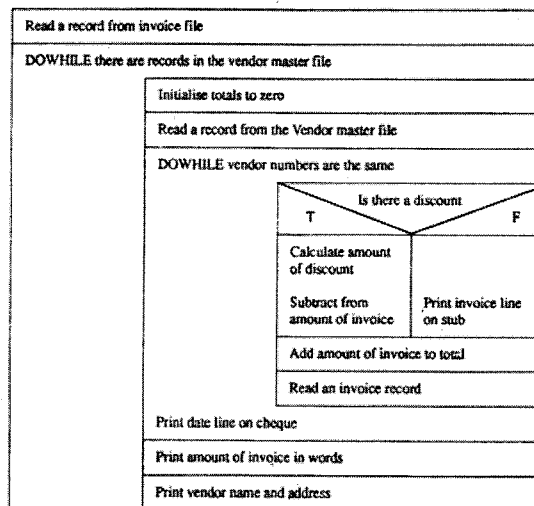 Read a record from invoice file
DOWHILE there are records in the vendor master file
Initialise totals to zero
Read a record from the Vendor master file
DOWHILE vendor numbers are the same
Is there a discount
T
F
Calculate amount
of discount
Subtract from
amount of invoice
Print invoice line
on stub
Add amount of invoice to total
Read an invoice record
Print date line on cheque
Print amount of invoice in words
Print vendor name and address